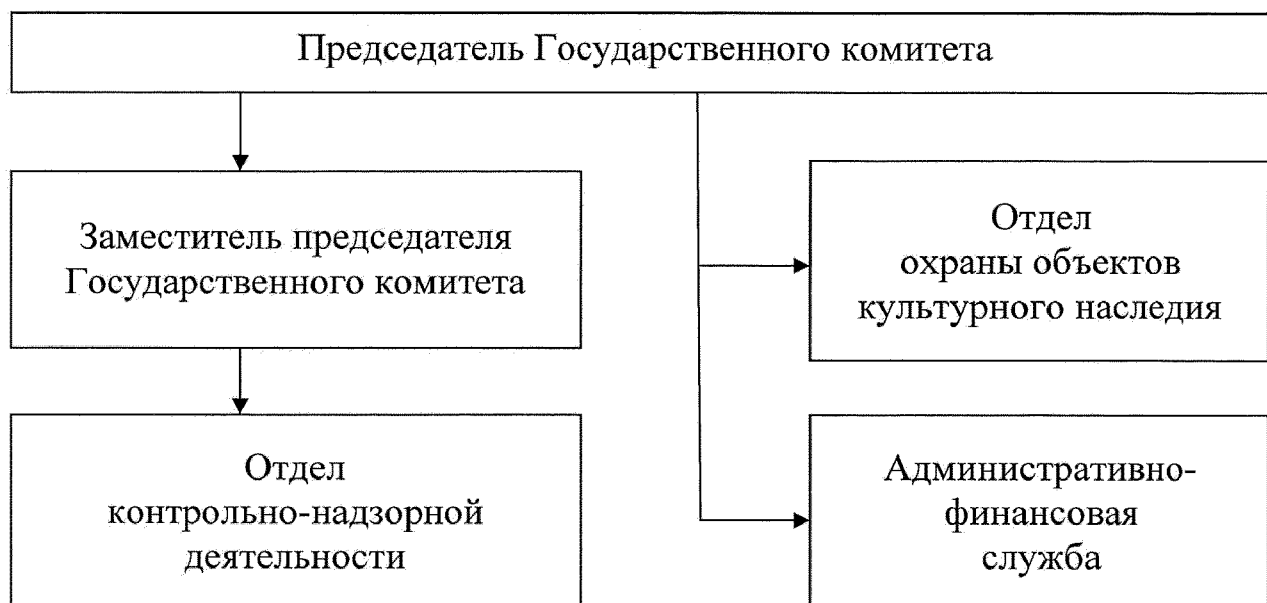 Председатель Государственного комитета
Заместитель председателя
Государственного комитета
Отдел
охраны объектов
культурного наследия
Отдел
контрольно-надзорной
деятельности
Административно-
финансовая
служба